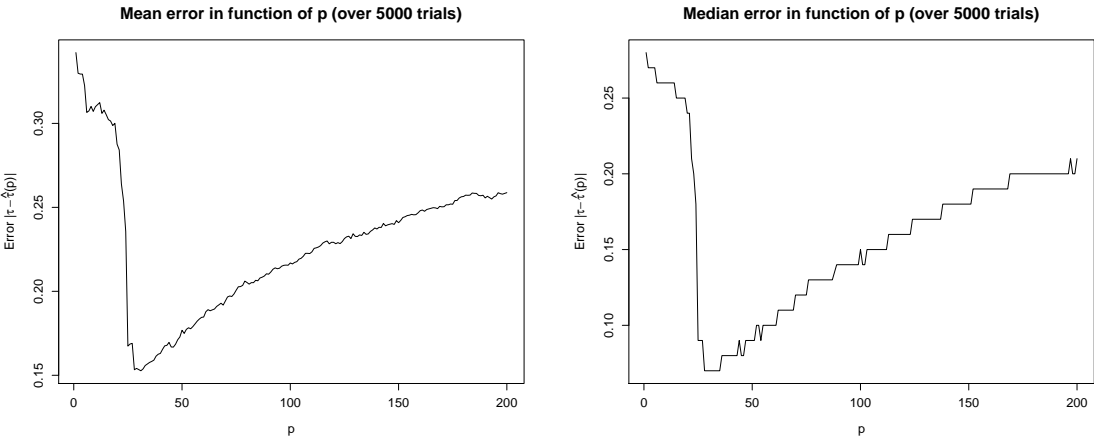 Mean error in function of p (over 5000 trials)
Error |τ − τ̂(p)|
0.30
0.25
0.20
0.15
0 50 100 150 200
p
Median error in function of p (over 5000 trials)
Error |τ − τ̂(p)|
0.25
0.20
0.15
0.10
0 50 100 150 200
p